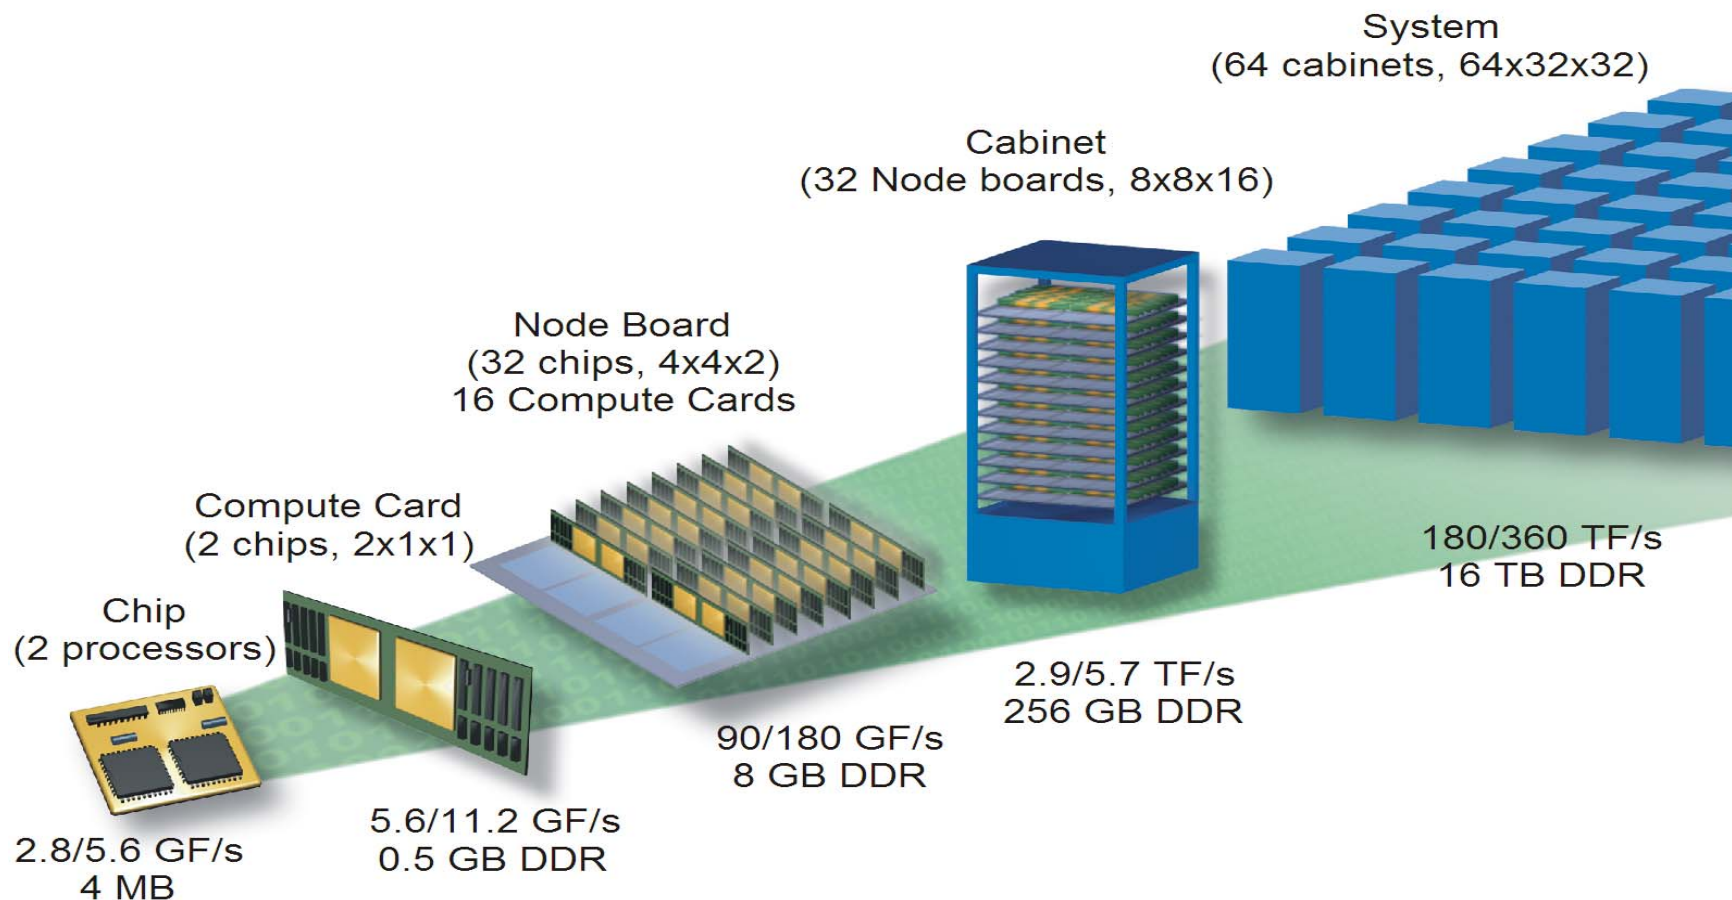 System
(64 cabinets, 64x32x32)
Cabinet
(32 Node boards, 8x8x16)
Node Board
(32 chips, 4x4x2)
16 Compute Cards
Compute Card
(2 chips, 2x1x1)
Chip
(2 processors)
180/360 TF/s
16 TB DDR
2.9/5.7 TF/s
256 GB DDR
90/180 GF/s
8 GB DDR
5.6/11.2 GF/s
0.5 GB DDR
2.8/5.6 GF/s
4 MB